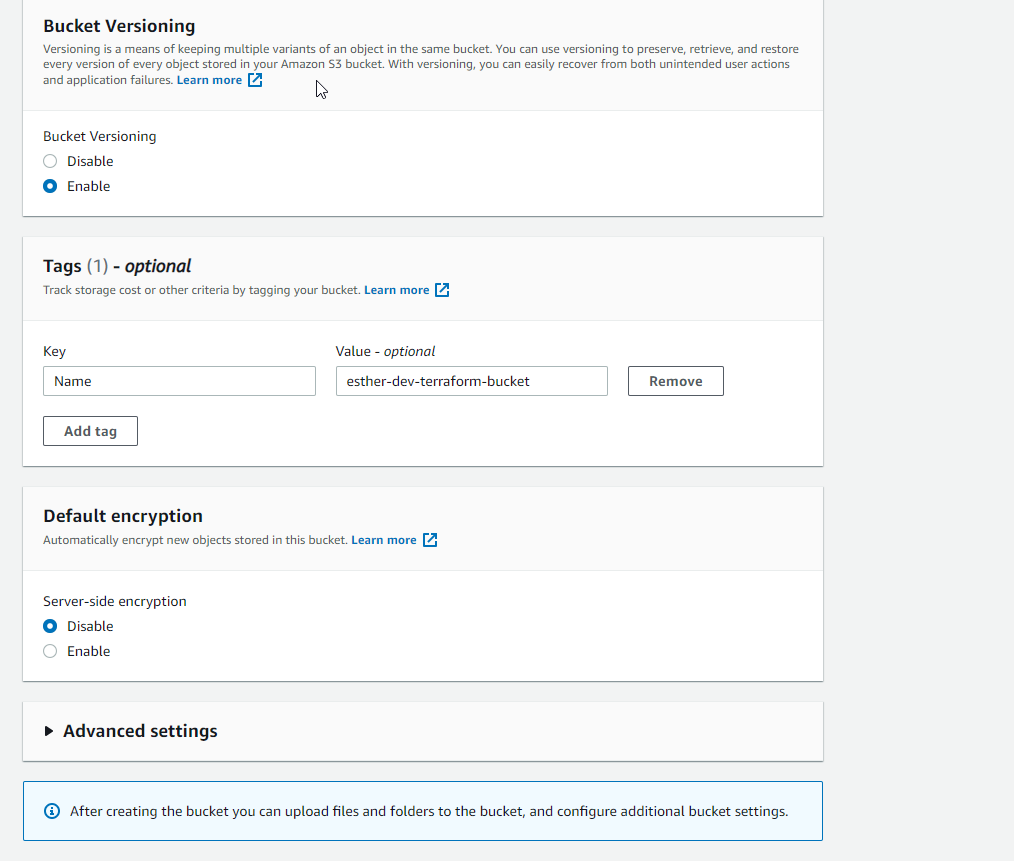 Bucket Versioning
Versioning is a means of keeping multiple variants of an object in the same bucket. You can use versioning to preserve, retrieve, and restore
every version of every object stored in your Amazon S3 bucket. With versioning, you can easily recover from both unintended user actions
and application failures. Learn more
Bucket Versioning
Disable
Enable
Tags (1) - optional
Track storage cost or other criteria by tagging your bucket. Learn more
Key Value - optional
Name esther-dev-terraform-bucket Remove
Add tag
Default encryption
Automatically encrypt new objects stored in this bucket. Learn more
Server-side encryption
Disable
Enable
Advanced settings
After creating the bucket you can upload files and folders to the bucket, and configure additional bucket settings.